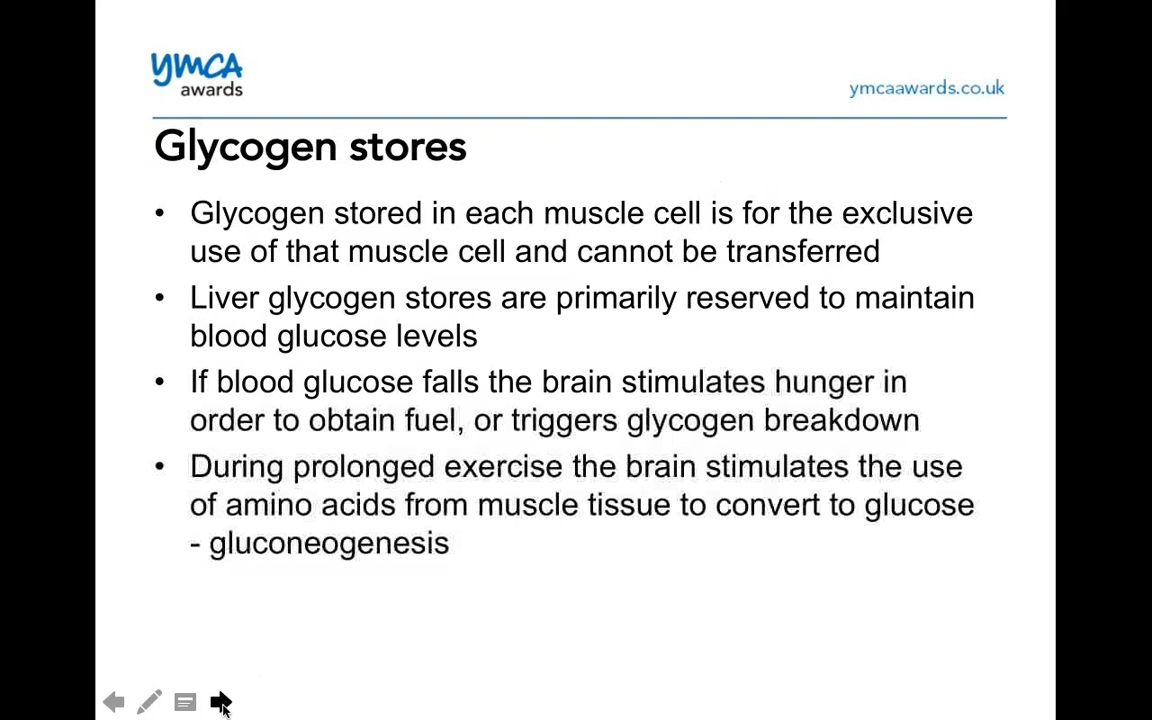 ymca
awards
ymcaawards.co.uk
Glycogen stores
• Glycogen stored in each muscle cell is for the exclusive
use of that muscle cell and cannot be transferred
• Liver glycogen stores are primarily reserved to maintain
blood glucose levels
• If blood glucose falls the brain stimulates hunger in
order to obtain fuel, or triggers glycogen breakdown
• During prolonged exercise the brain stimulates the use
of amino acids from muscle tissue to convert to glucose
- gluconeogenesis